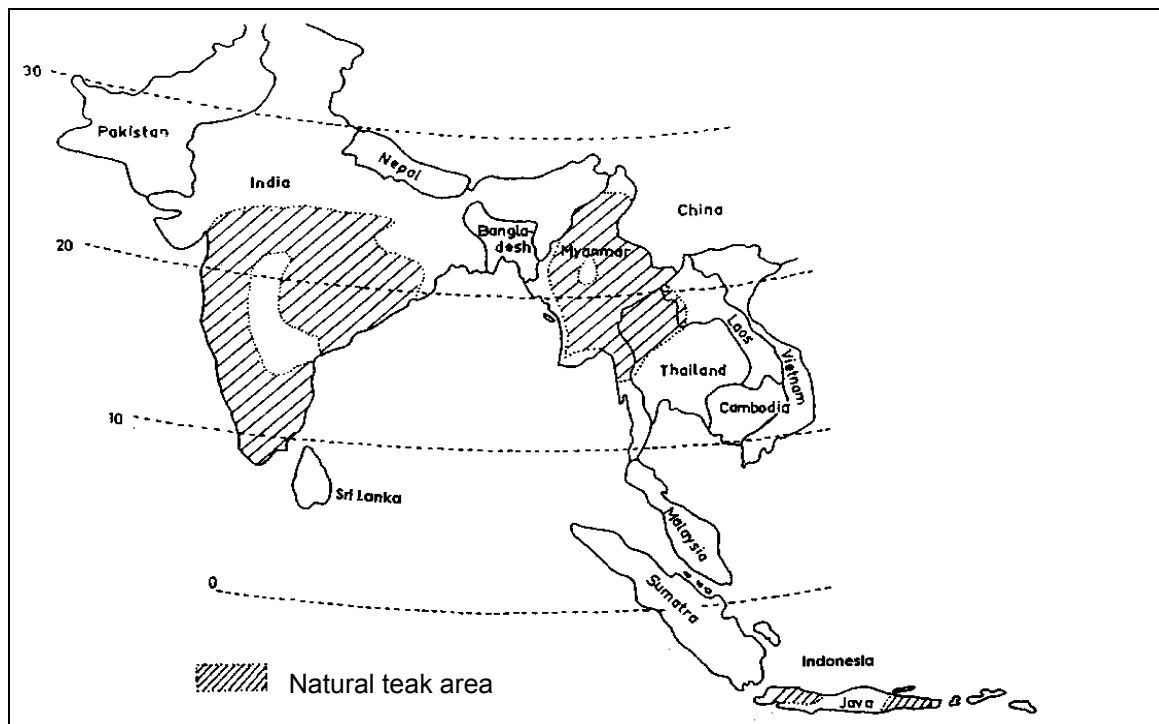 30
Pakistan
Nepal
India
China
20
Bangla-
desh
Myanmar
Laos
Vietnam
Thailand
Cambodia
10
Sri Lanka
Malaysia
0
Sumatra
Indonesia
Natural teak area
Java